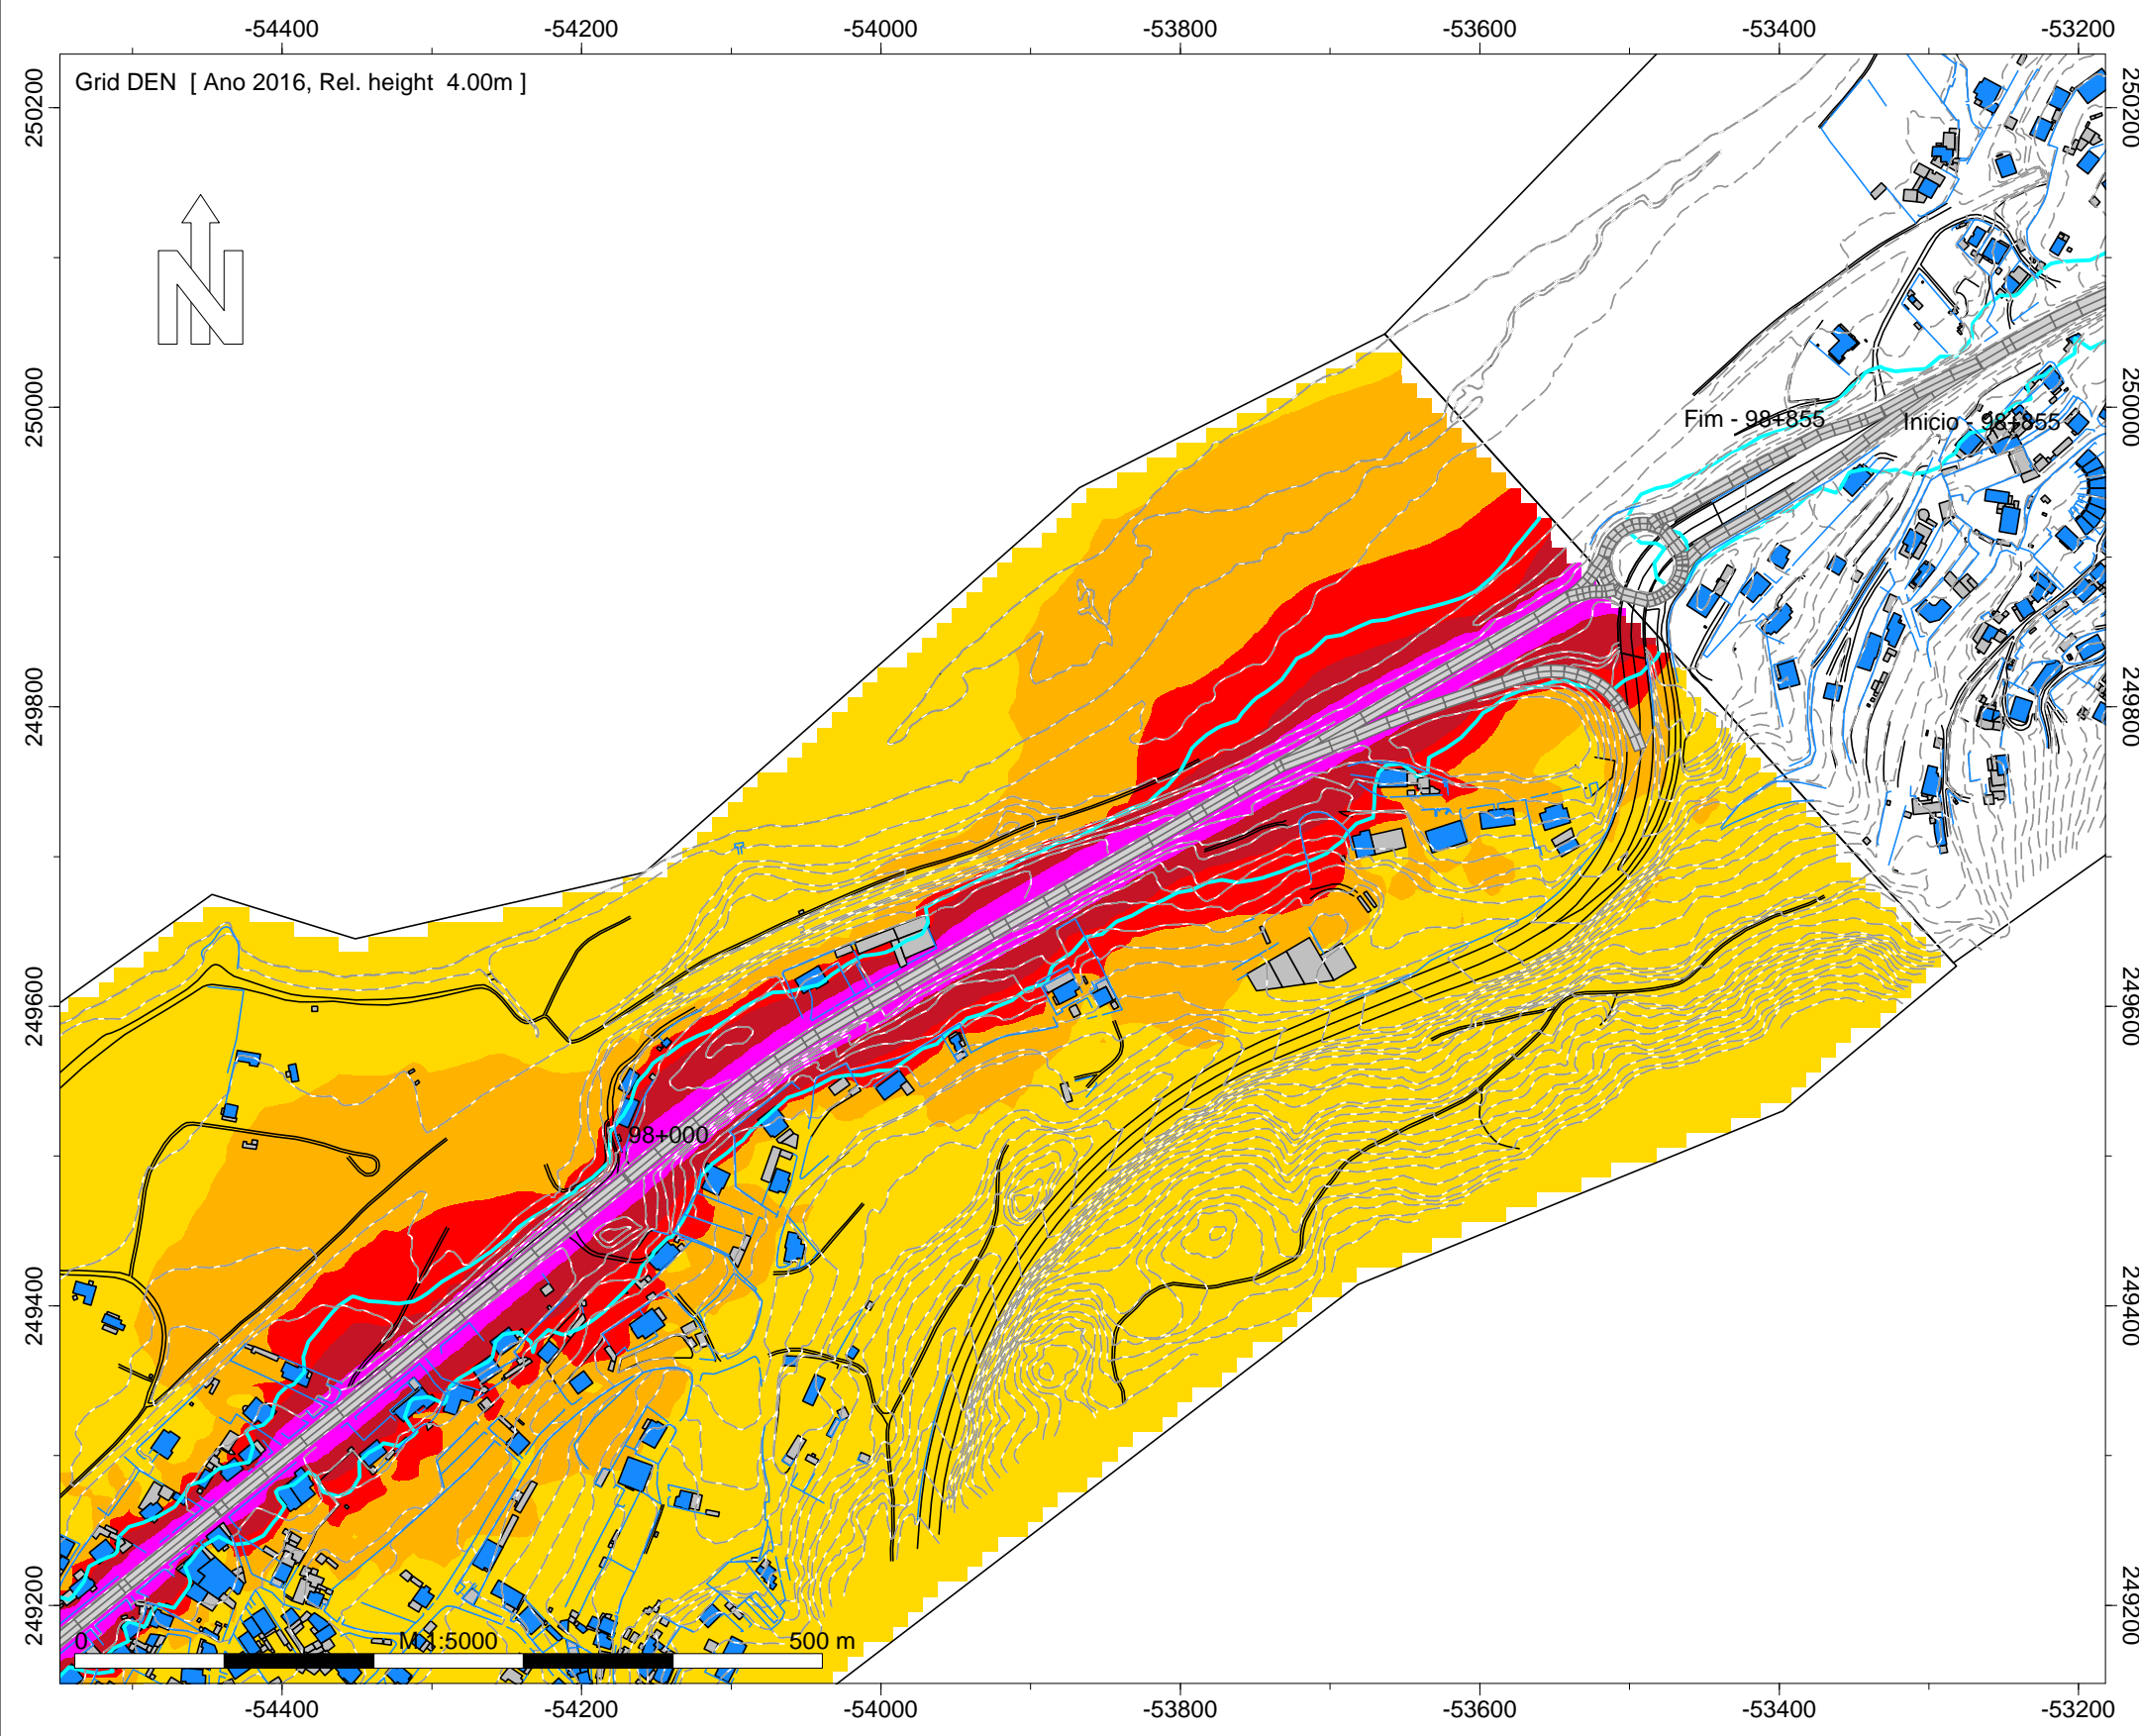 -54400 -54200 -54000 -53800 -53600 -53400 -53200
Grid DEN [ Ano 2016, Rel. height 4.00m ]
250200 250200
N
250000 250000
Fim - 98+855 Inicio - 98+855
249800 249800
249600 249600
98+000
249400 249400
249200 249200
0 M 1:5000 500 m
-54400 -54200 -54000 -53800 -53600 -53400 -53200